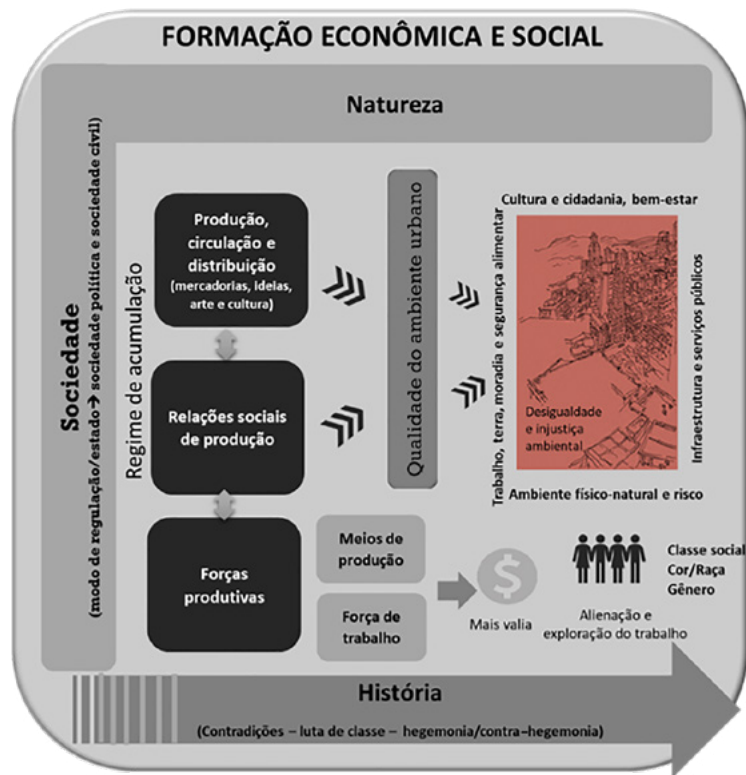 FORMAÇÃO ECONÔMICA E SOCIAL
Natureza
Sociedade
(modo de regulação/estado➔ sociedade política e sociedade civil)
Regime de acumulação
Produção,
circulação e
distribuição
(mercadorias, ideias,
arte e cultura)
Relações sociais
de produção
Forças
produtivas
Qualidade do ambiente urbano
Cultura e cidadania, bem-estar
Trabalho, terra, moradia e segurança alimentar
Desigualdade
e injustiça
ambiental
Infraestrutura e serviços públicos
Ambiente físico-natural e risco
Meios de
produção
Força de
trabalho
$
Mais valia
Classe social
Cor/Raça
Gênero
Alienação e
exploração do trabalho
História
(Contradições – luta de classe – hegemonia/contra–hegemonia)